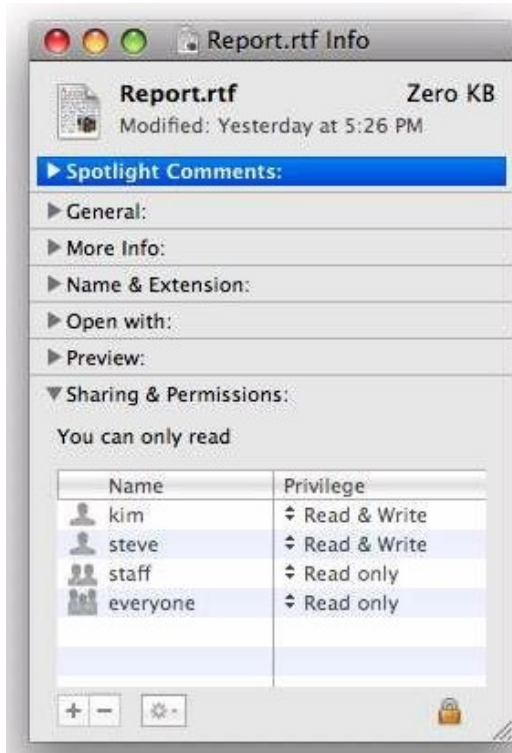 Report.rtf Info
Report.rtf Zero KB
Modified: Yesterday at 5:26 PM
Spotlight Comments:
General:
More Info:
Name & Extension:
Open with:
Preview:
Sharing & Permissions:
You can only read
Name Privilege
kim Read & Write
steve Read & Write
staff Read only
everyone Read only